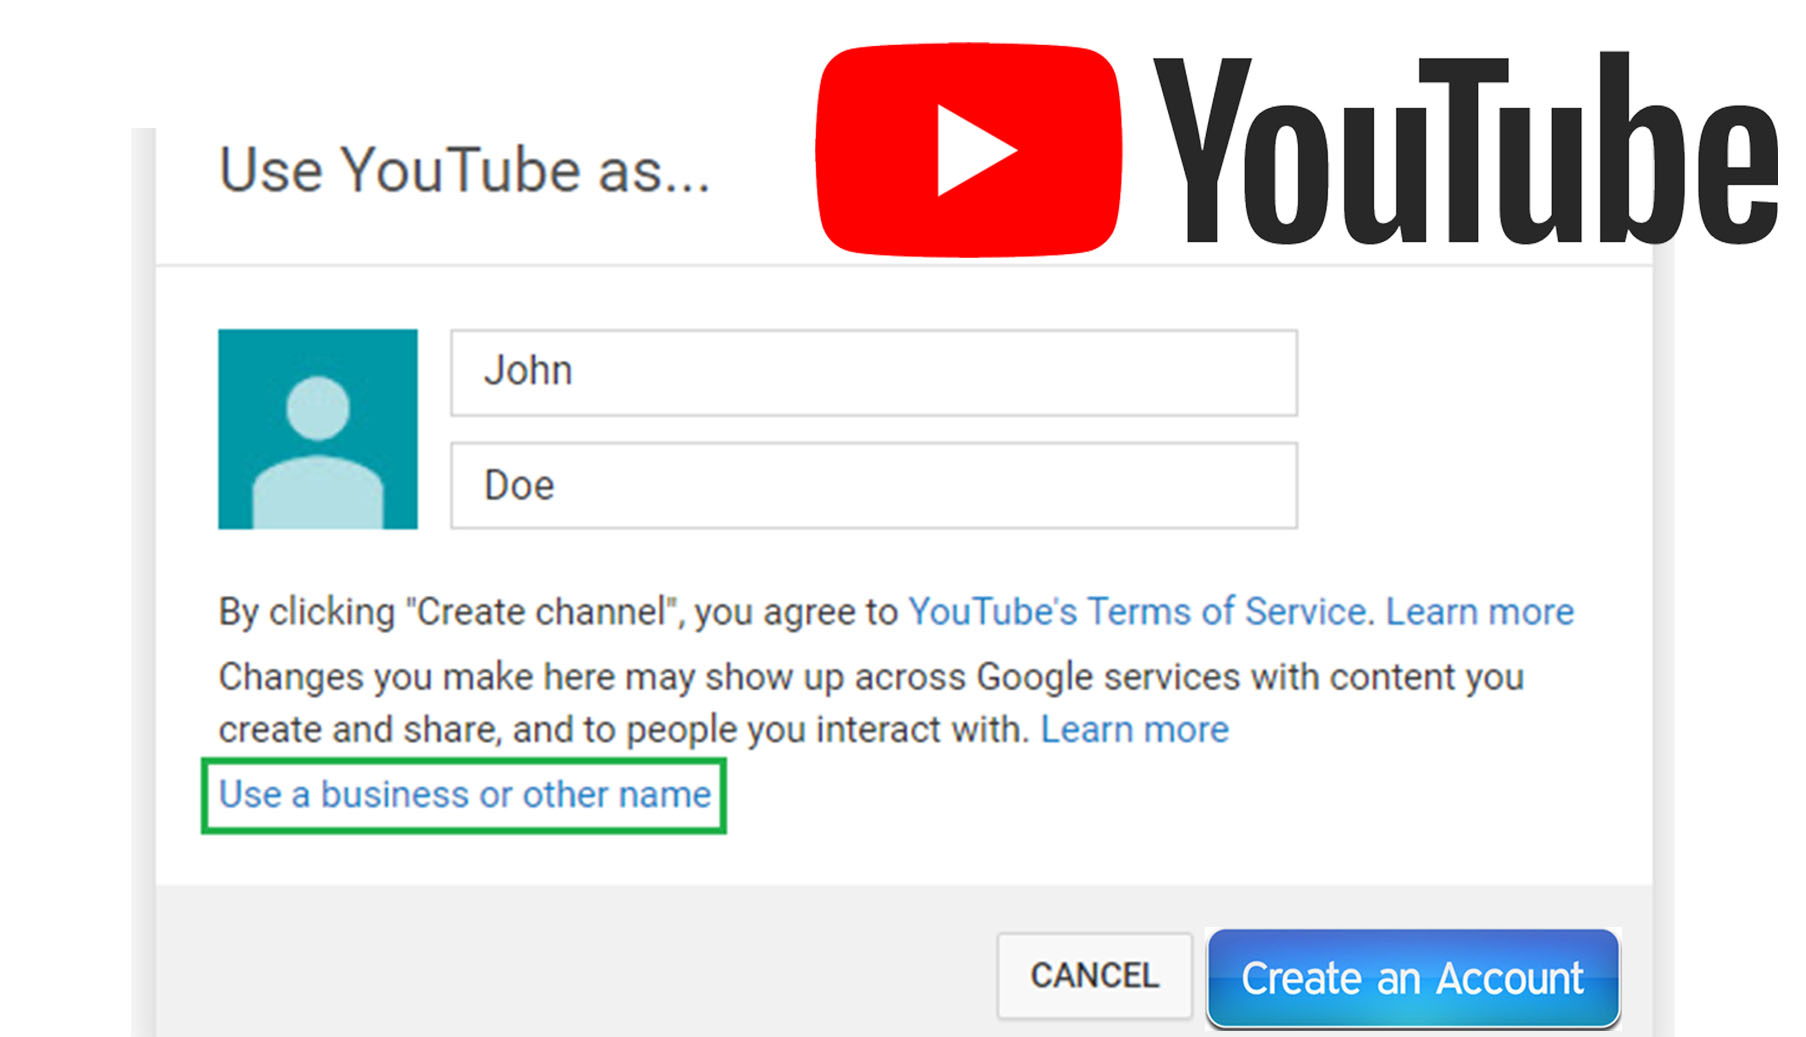 YouTube
Use YouTube as...
John
Doe
By clicking "Create channel", you agree to YouTube's Terms of Service. Learn more
Changes you make here may show up across Google services with content you
create and share, and to people you interact with. Learn more
Use a business or other name
CANCEL
Create an Account